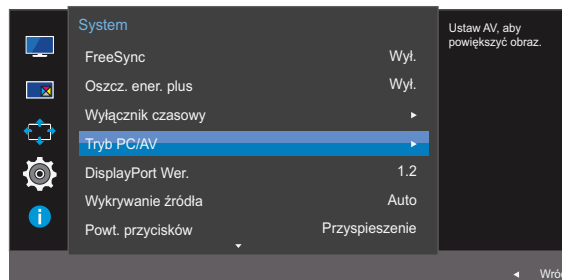 System
FreeSync Wył.
Oszcz. ener. plus Wył.
Wyłącznik czasowy
Tryb PC/AV
DisplayPort Wer. 1.2
Wykrywanie źródła Auto
Powt. przycisków Przyspieszenie
Ustaw AV, aby
powiększyć obraz.